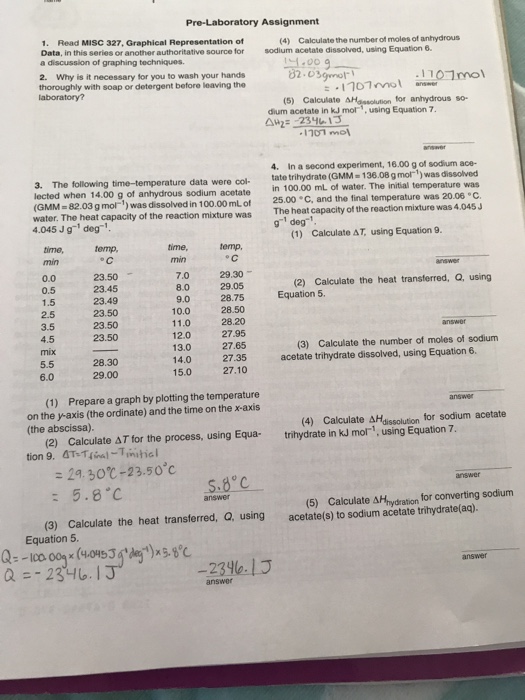 Pre-Laboratory Assignment
1. Read MISC 327, Graphical Representation of
Data, in this series or another authoritative source for
a discussion of graphing techniques.
2. Why is it necessary for you to wash your hands
thoroughly with soap or detergent before leaving the
laboratory?
3. The following time–temperature data were col-
lected when 14.00 g of anhydrous sodium acetate
(GMM = 82.03 g mol⁻¹) was dissolved in 100.00 mL of
water. The heat capacity of the reaction mixture was
4.045 J g⁻¹ deg⁻¹.
time, temp, time, temp,
min °C min °C
0.0 23.50 7.0 29.30
0.5 23.45 8.0 29.05
1.5 23.49 9.0 28.75
2.5 23.50 10.0 28.50
3.5 23.50 11.0 28.20
4.5 23.50 12.0 27.95
mix 13.0 27.65
5.5 28.30 14.0 27.35
6.0 29.00 15.0 27.10
(1) Prepare a graph by plotting the temperature
on the y-axis (the ordinate) and the time on the x-axis
(the abscissa).
(2) Calculate ΔT for the process, using Equa-
tion 9. ΔT=Tfinal-Tinitial
= 29.30°C-23.50°C
= 5.8°C 5.8°C
answer
(3) Calculate the heat transferred, Q, using
Equation 5.
Q=-100.00g×(4.045Jg⁻¹deg⁻¹)×5.8°C
Q=-2346.1J -2346.1J
answer
(4) Calculate the number of moles of anhydrous
sodium acetate dissolved, using Equation 6.
14.00g
82.03gmol⁻¹ .1707mol
= .1707mol answer
(5) Calculate ΔHdissolution for anhydrous so-
dium acetate in kJ mol⁻¹, using Equation 7.
ΔH2= -2346.1J
.1707 mol
answer
4. In a second experiment, 16.00 g of sodium ace-
tate trihydrate (GMM = 136.08 g mol⁻¹) was dissolved
in 100.00 mL of water. The initial temperature was
25.00 °C, and the final temperature was 20.06 °C.
The heat capacity of the reaction mixture was 4.045 J
g⁻¹ deg⁻¹.
(1) Calculate ΔT, using Equation 9.
answer
(2) Calculate the heat transferred, Q, using
Equation 5.
answer
(3) Calculate the number of moles of sodium
acetate trihydrate dissolved, using Equation 6.
answer
(4) Calculate ΔHdissolution for sodium acetate
trihydrate in kJ mol⁻¹, using Equation 7.
answer
(5) Calculate ΔHhydration for converting sodium
acetate(s) to sodium acetate trihydrate(aq).
answer